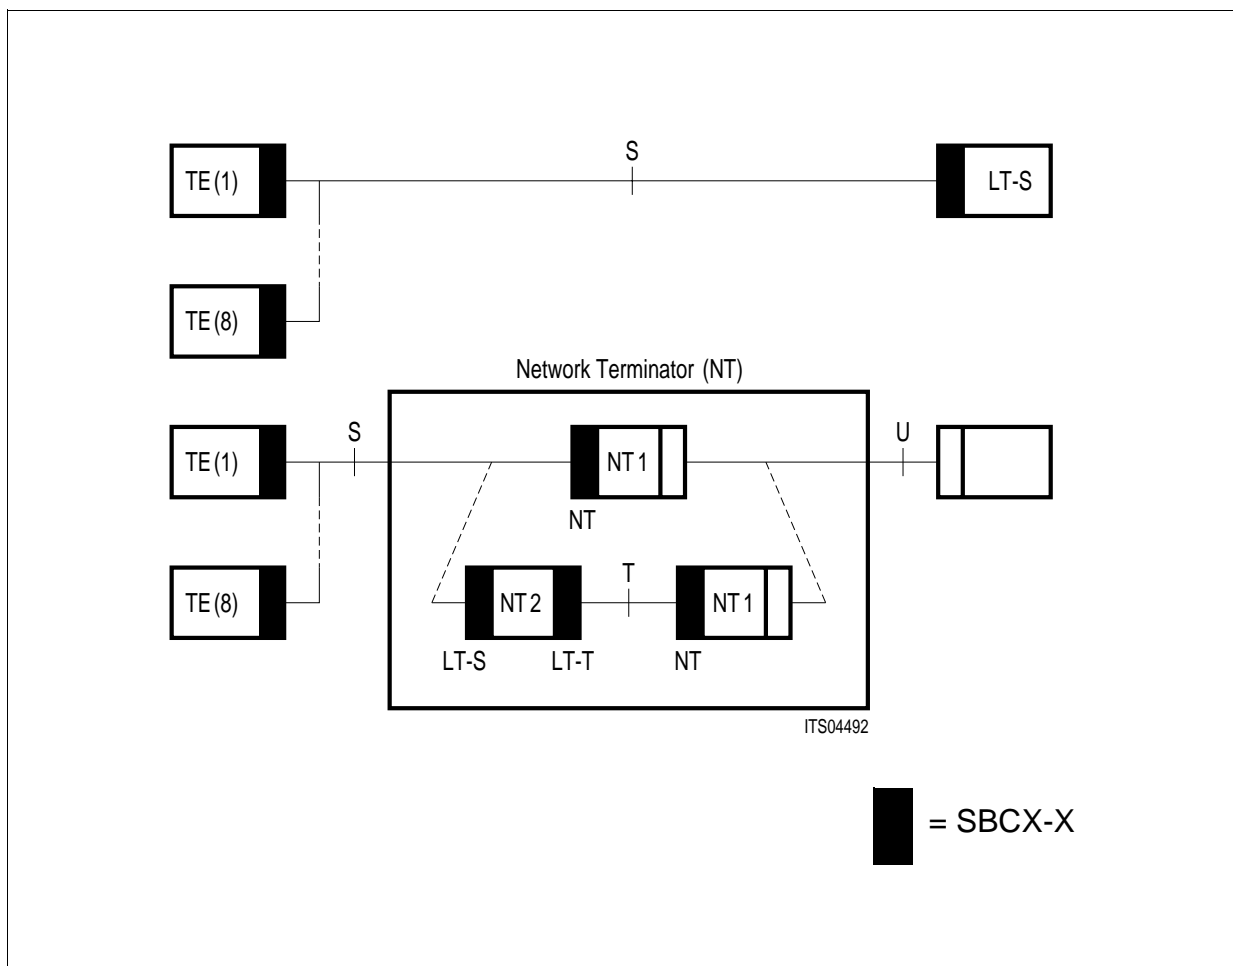 S
TE (1)
LT-S
TE (8)
Network Terminator (NT)
TE (1)
S
NT 1
U
NT
TE (8)
NT 2
T
NT 1
LT-S
LT-T
NT
ITS04492
= SBCX-X